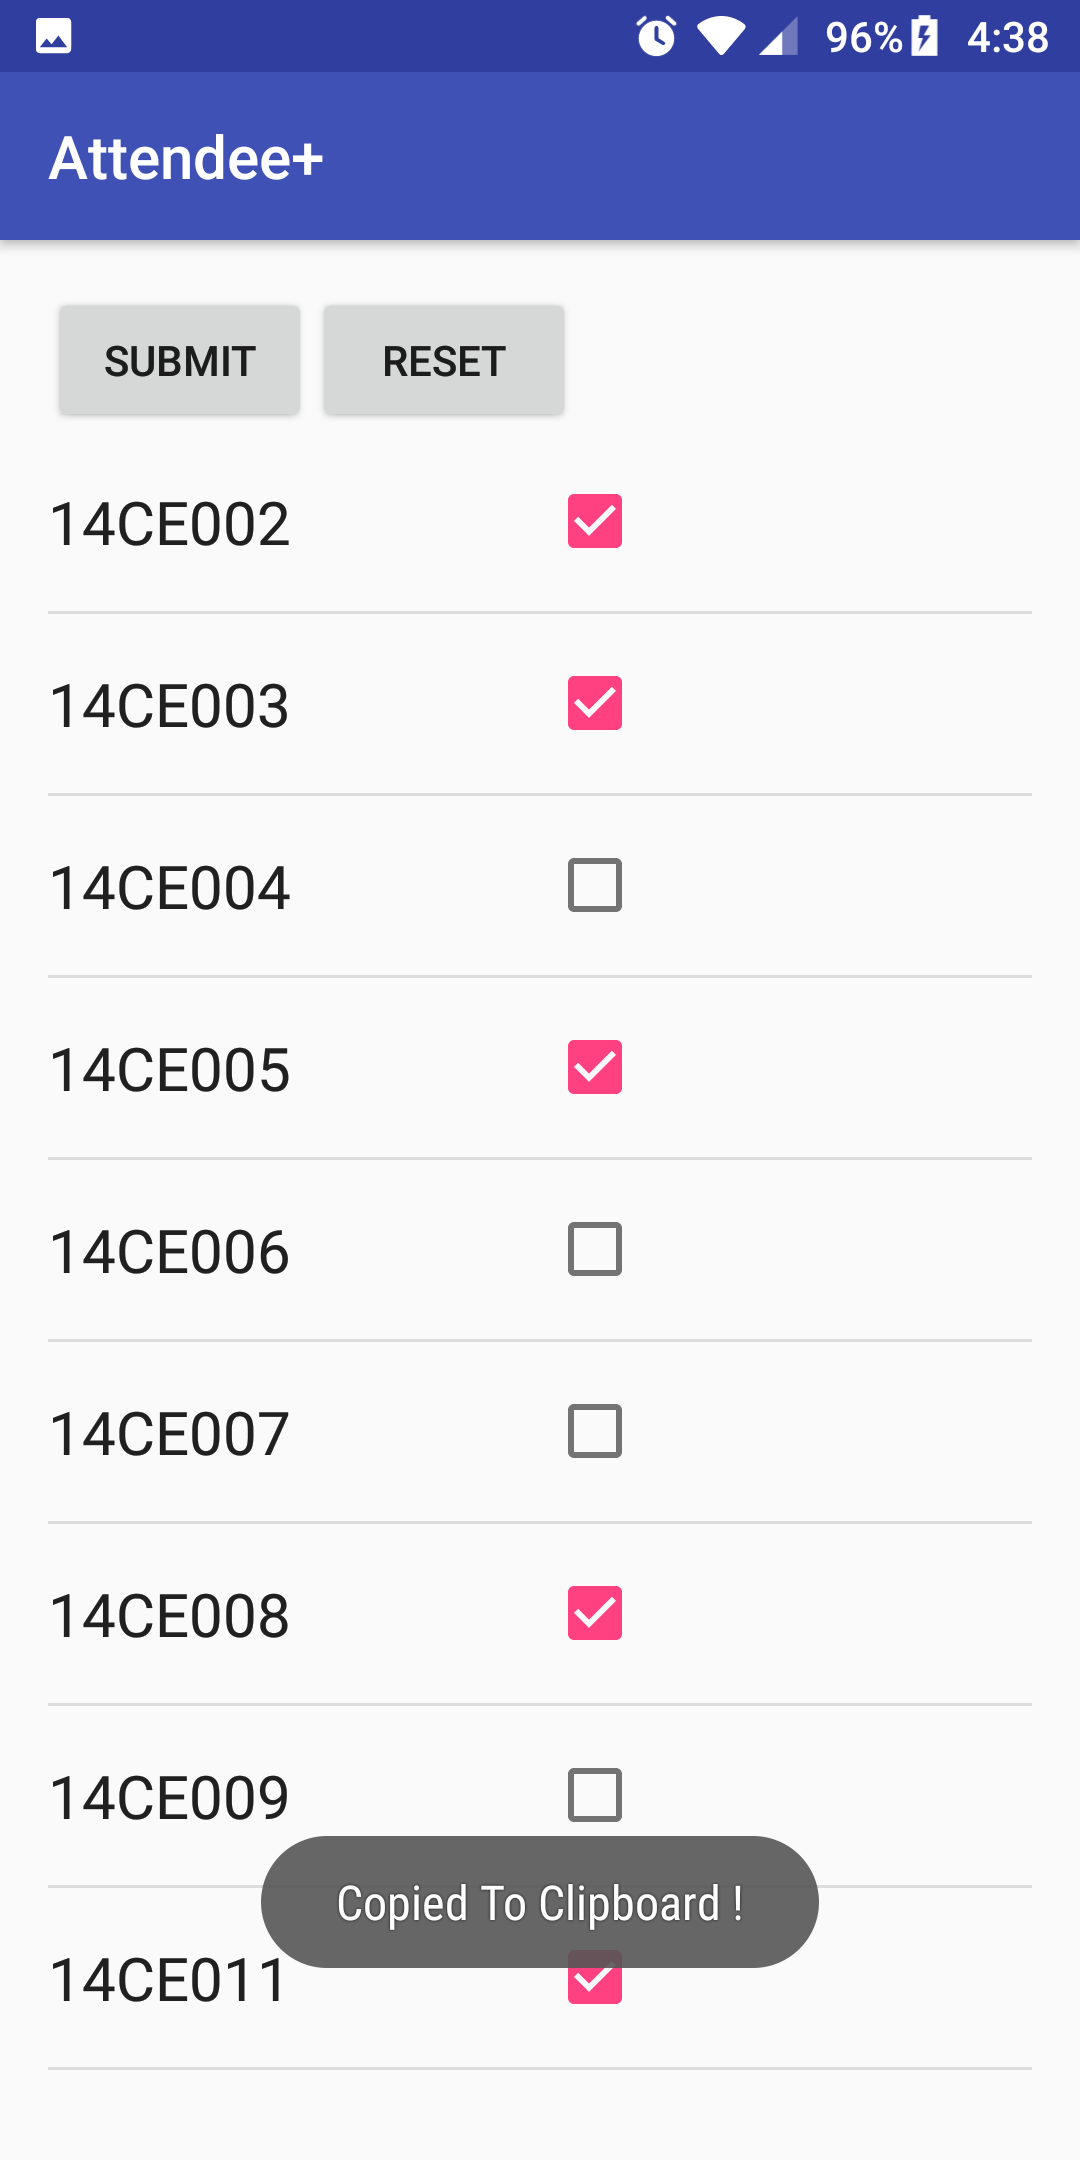 96% 4:38
Attendee+
SUBMIT RESET
14CE002
14CE003
14CE004
14CE005
14CE006
14CE007
14CE008
14CE009
Copied To Clipboard !
14CE011